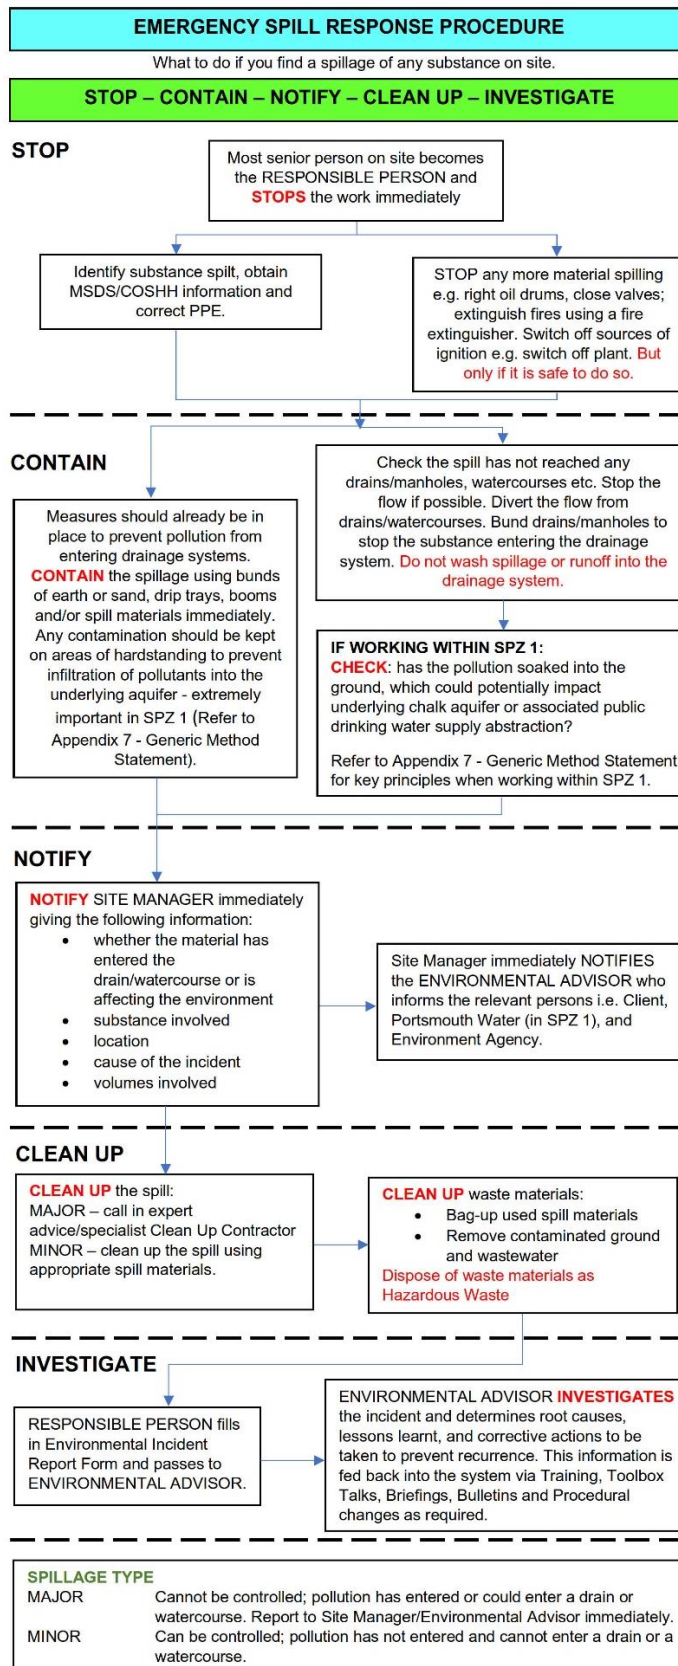 EMERGENCY SPILL RESPONSE PROCEDURE
What to do if you find a spillage of any substance on site.
STOP – CONTAIN – NOTIFY – CLEAN UP – INVESTIGATE
STOP
Most senior person on site becomes
the RESPONSIBLE PERSON and
STOPS the work immediately
Identify substance spilt, obtain
MSDS/COSHH information and
correct PPE.
STOP any more material spilling
e.g. right oil drums, close valves;
extinguish fires using a fire
extinguisher. Switch off sources of
ignition e.g. switch off plant. But
only if it is safe to do so.
CONTAIN
Measures should already be in
place to prevent pollution from
entering drainage systems.
CONTAIN the spillage using bunds
of earth or sand, drip trays, booms
and/or spill materials immediately.
Any contamination should be kept
on areas of hardstanding to prevent
infiltration of pollutants into the
underlying aquifer - extremely
important in SPZ 1 (Refer to
Appendix 7 - Generic Method
Statement).
Check the spill has not reached any
drains/manholes, watercourses etc. Stop the
flow if possible. Divert the flow from
drains/watercourses. Bund drains/manholes to
stop the substance entering the drainage
system. Do not wash spillage or runoff into the
drainage system.
IF WORKING WITHIN SPZ 1:
CHECK: has the pollution soaked into the
ground, which could potentially impact
underlying chalk aquifer or associated public
drinking water supply abstraction?
Refer to Appendix 7 - Generic Method Statement
for key principles when working within SPZ 1.
NOTIFY
NOTIFY SITE MANAGER immediately
giving the following information:
• whether the material has
entered the
drain/watercourse or is
affecting the environment
• substance involved
• location
• cause of the incident
• volumes involved
Site Manager immediately NOTIFIES
the ENVIRONMENTAL ADVISOR who
informs the relevant persons i.e. Client,
Portsmouth Water (in SPZ 1), and
Environment Agency.
CLEAN UP
CLEAN UP the spill:
MAJOR – call in expert
advice/specialist Clean Up Contractor
MINOR – clean up the spill using
appropriate spill materials.
CLEAN UP waste materials:
• Bag-up used spill materials
• Remove contaminated ground
and wastewater
Dispose of waste materials as
Hazardous Waste
INVESTIGATE
RESPONSIBLE PERSON fills
in Environmental Incident
Report Form and passes to
ENVIRONMENTAL ADVISOR.
ENVIRONMENTAL ADVISOR INVESTIGATES
the incident and determines root causes,
lessons learnt, and corrective actions to be
taken to prevent recurrence. This information is
fed back into the system via Training, Toolbox
Talks, Briefings, Bulletins and Procedural
changes as required.
SPILLAGE TYPE
MAJOR Cannot be controlled; pollution has entered or could enter a drain or
watercourse. Report to Site Manager/Environmental Advisor immediately.
MINOR Can be controlled; pollution has not entered and cannot enter a drain or a
watercourse.